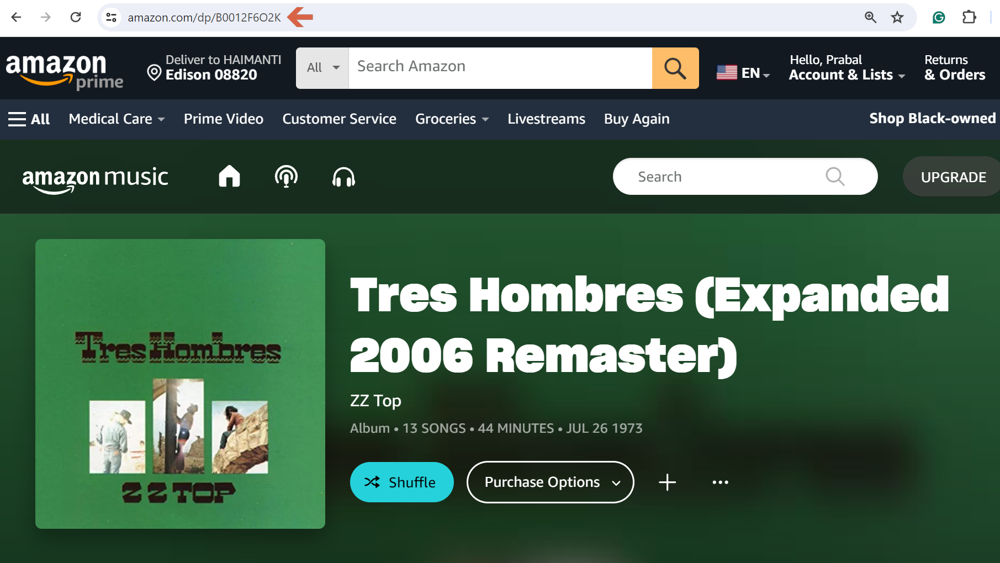 amazon.com/dp/B0012F6O2K
amazon
prime
Deliver to HAIMANTI
Edison 08820
All
Search Amazon
EN
Hello, Prabal
Account & Lists
Returns
& Orders
All
Medical Care
Prime Video
Customer Service
Groceries
Livestreams
Buy Again
Shop Black-owned
amazon music
Search
UPGRADE
Tres Hombres
ZZ TOP
Tres Hombres (Expanded
2006 Remaster)
ZZ Top
Album • 13 SONGS • 44 MINUTES • JUL 26 1973
Shuffle
Purchase Options